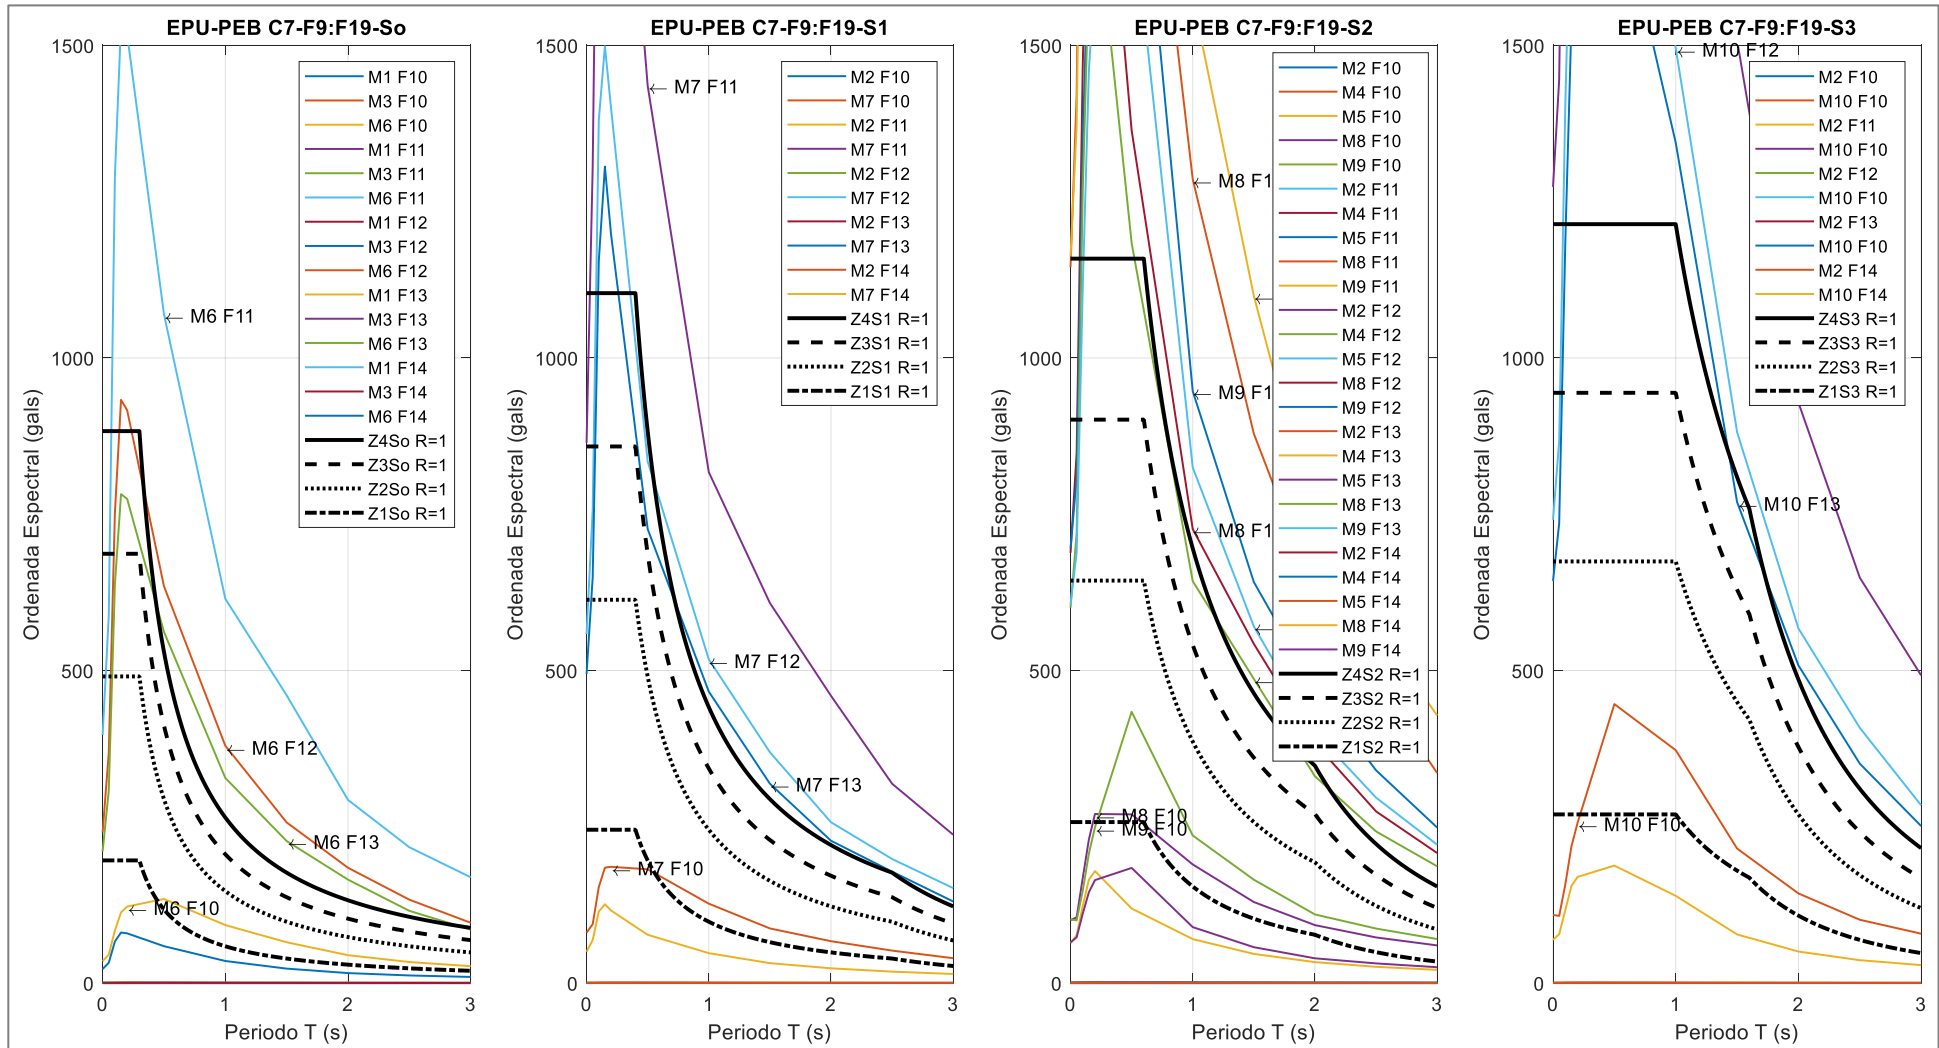 EPU-PEB C7-F9:F19-So
1500
1000
500
0
0
1
2
3
Ordenada Espectral (gals)
Periodo T (s)
M6 F11
M6 F12
M6 F13
M6 F10
M1 F10
M3 F10
M6 F10
M1 F11
M3 F11
M6 F11
M1 F12
M3 F12
M6 F12
M1 F13
M3 F13
M6 F13
M1 F14
M3 F14
M6 F14
Z4So R=1
Z3So R=1
Z2So R=1
Z1So R=1
EPU-PEB C7-F9:F19-S1
1500
1000
500
0
0
1
2
3
Ordenada Espectral (gals)
Periodo T (s)
M7 F11
M7 F12
M7 F13
M7 F10
M2 F10
M7 F10
M2 F11
M7 F11
M2 F12
M7 F12
M2 F13
M7 F13
M2 F14
M7 F14
Z4S1 R=1
Z3S1 R=1
Z2S1 R=1
Z1S1 R=1
EPU-PEB C7-F9:F19-S2
1500
1000
500
0
0
1
2
3
Ordenada Espectral (gals)
Periodo T (s)
M8 F1
M9 F1
M8 F1
M8 F10
M9 F10
M2 F10
M4 F10
M5 F10
M8 F10
M9 F10
M2 F11
M4 F11
M5 F11
M8 F11
M9 F11
M2 F12
M4 F12
M5 F12
M8 F12
M9 F12
M2 F13
M4 F13
M5 F13
M8 F13
M9 F13
M2 F14
M4 F14
M5 F14
M8 F14
M9 F14
Z4S2 R=1
Z3S2 R=1
Z2S2 R=1
Z1S2 R=1
EPU-PEB C7-F9:F19-S3
1500
1000
500
0
0
1
2
3
Ordenada Espectral (gals)
Periodo T (s)
M10 F12
M10 F13
M10 F10
M2 F10
M10 F10
M2 F11
M10 F10
M2 F12
M10 F10
M2 F13
M10 F10
M2 F14
M10 F14
Z4S3 R=1
Z3S3 R=1
Z2S3 R=1
Z1S3 R=1